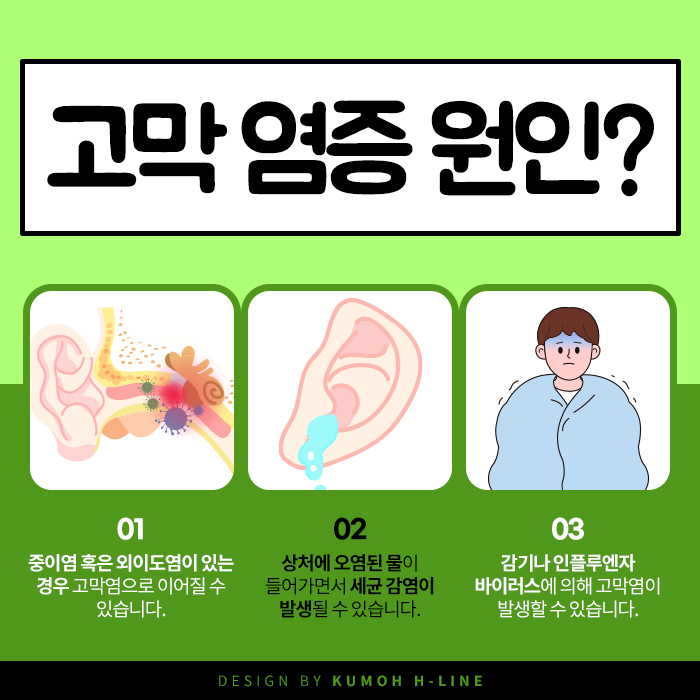 고막 염증 원인?
01
중이염 혹은 외이도염이 있는
경우 고막염으로 이어질 수
있습니다.
02
상처에 오염된 물이
들어가면서 세균 감염이
발생될 수 있습니다.
03
감기나 인플루엔자
바이러스에 의해 고막염이
발생할 수 있습니다.
DESIGN BY KUMOH H-LINE